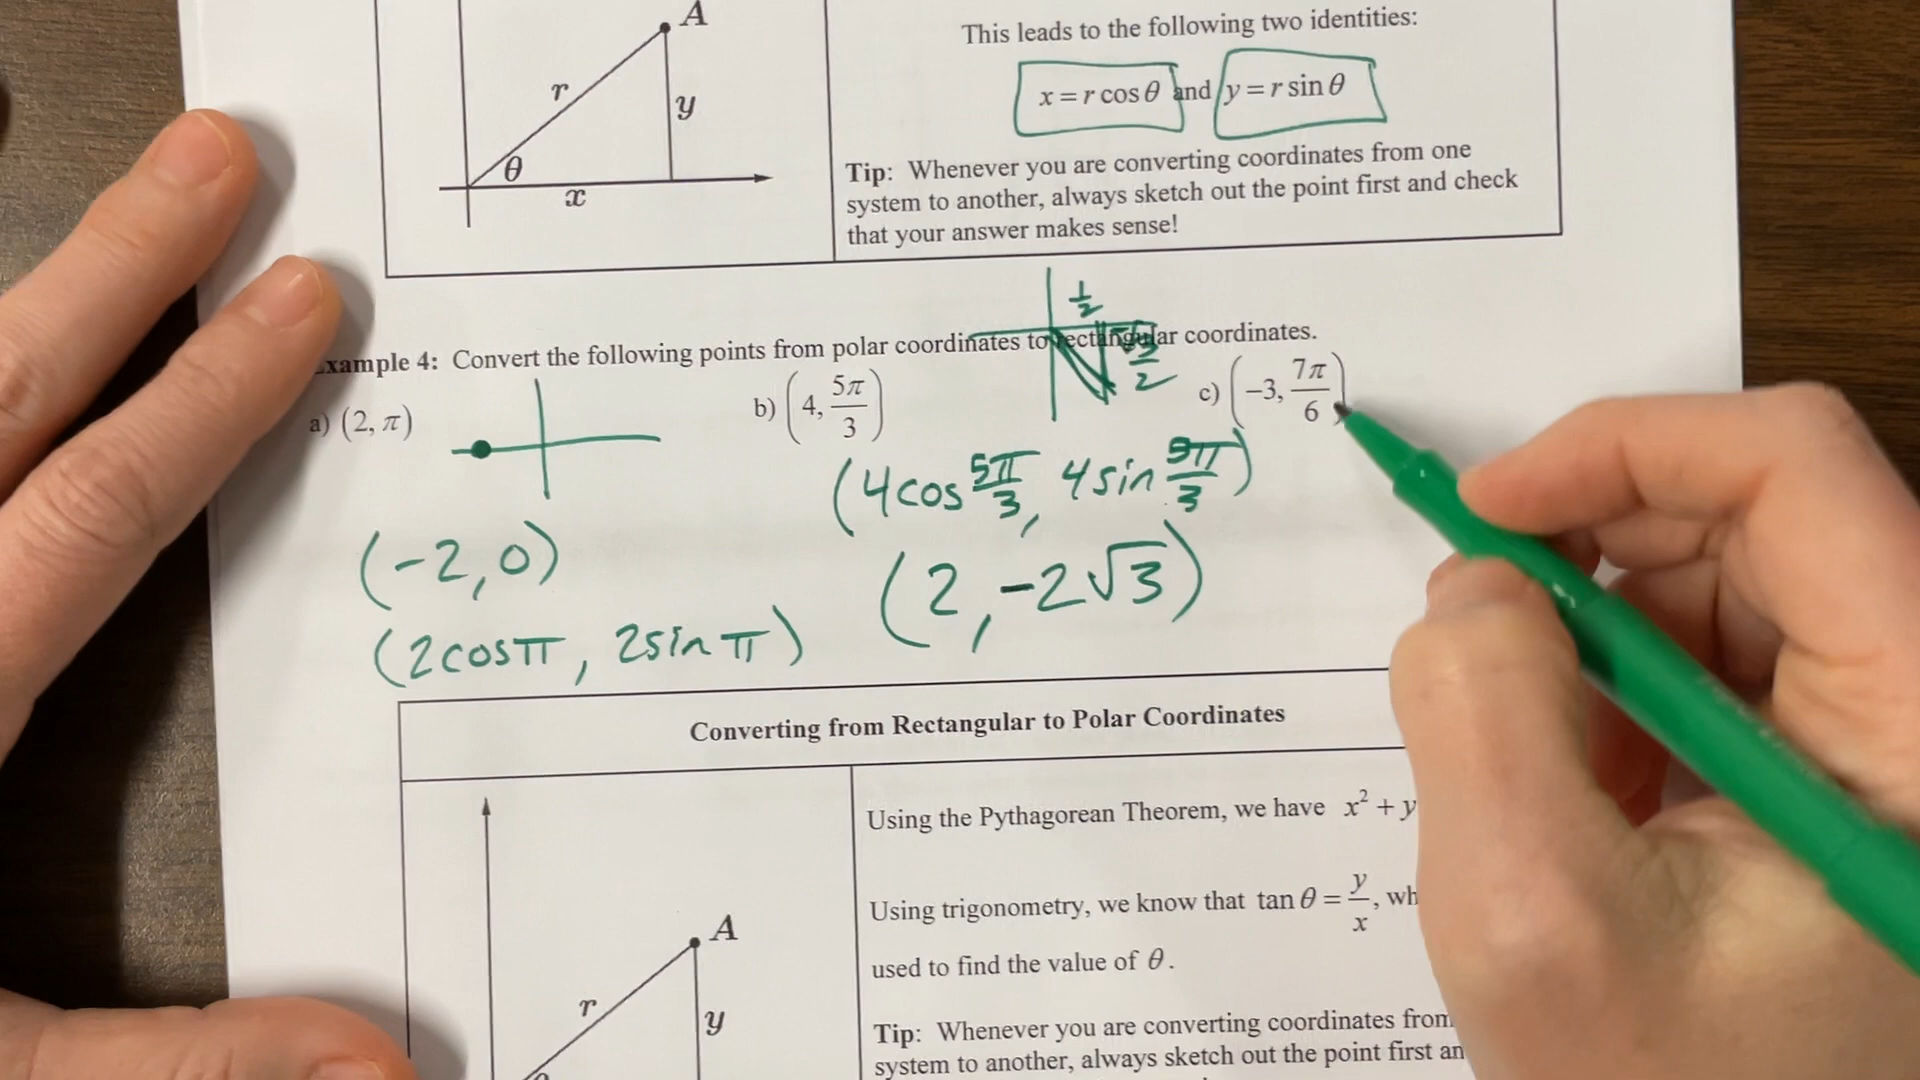 A
r
y
θ
x
This leads to the following two identities:
x = r cos θ and y = r sin θ
Tip: Whenever you are converting coordinates from one
system to another, always sketch out the point first and check
that your answer makes sense!
1/2
√3/2
xample 4: Convert the following points from polar coordinates to rectangular coordinates.
a) (2, π)
b) (4, 5π/3)
c) (−3, 7π/6)
(4cos 5π/3, 4sin 5π/3)
(-2,0)
(2, -2√3)
(2cosπ, 2sinπ)
Converting from Rectangular to Polar Coordinates
Using the Pythagorean Theorem, we have x² + y
Using trigonometry, we know that tan θ = y/x, wh
used to find the value of θ.
A
r
y
Tip: Whenever you are converting coordinates from
system to another, always sketch out the point first an